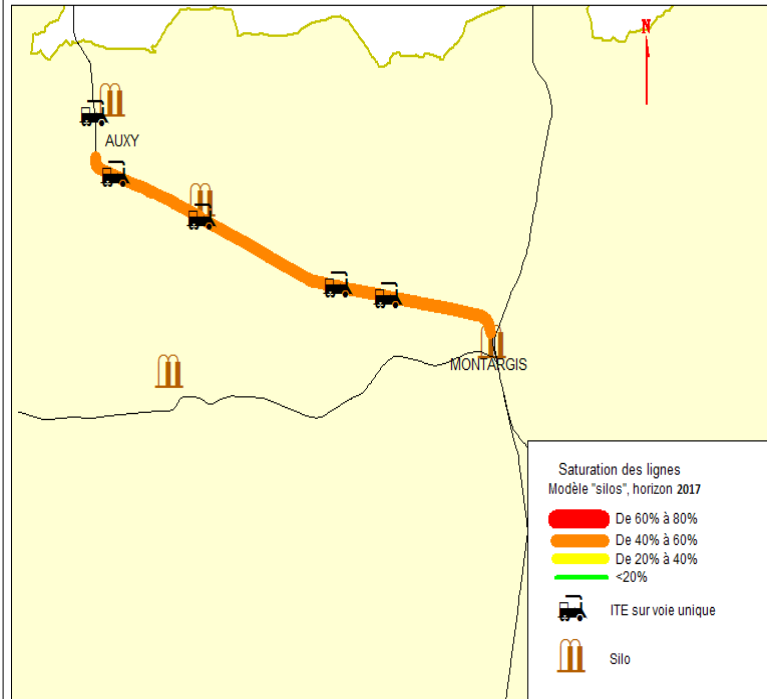 N
AUXY
MONTARGIS
Saturation des lignes
Modèle "silos", horizon 2017
De 60% à 80%
De 40% à 60%
De 20% à 40%
<20%
ITE sur voie unique
Silo